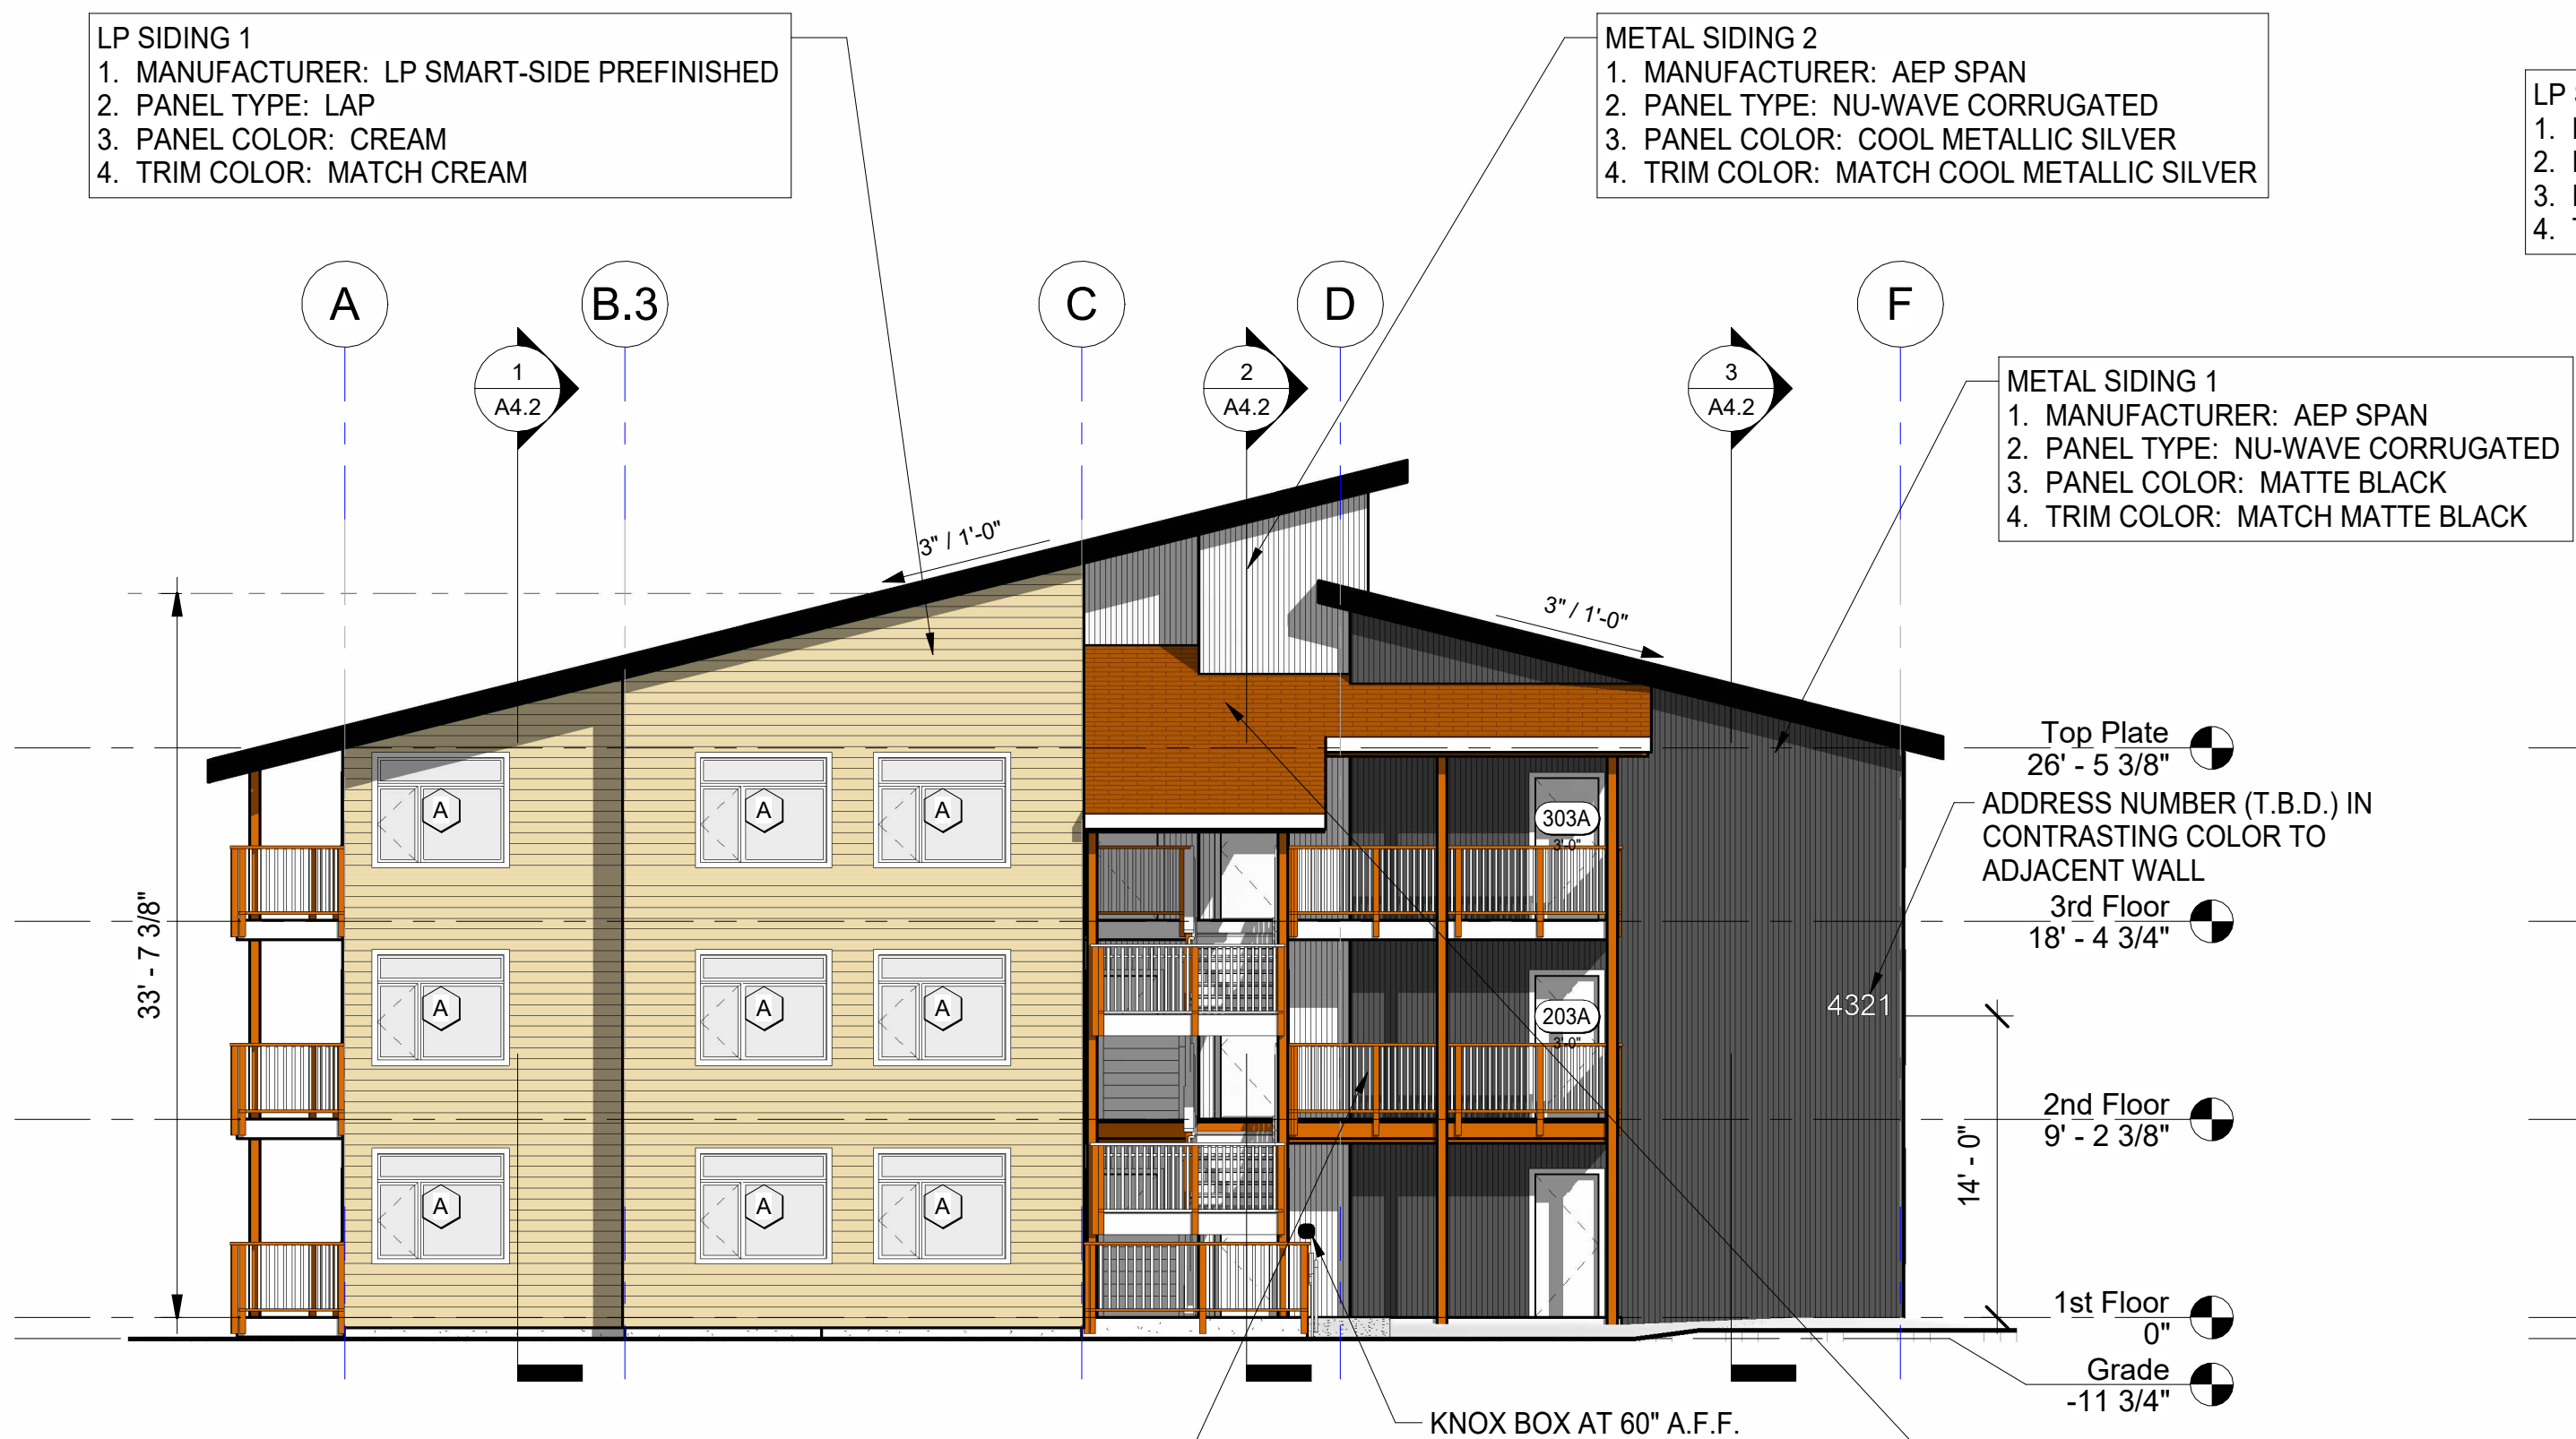 LP SIDING 1
1. MANUFACTURER: LP SMART-SIDE PREFINISHED
2. PANEL TYPE: LAP
3. PANEL COLOR: CREAM
4. TRIM COLOR: MATCH CREAM
METAL SIDING 2
1. MANUFACTURER: AEP SPAN
2. PANEL TYPE: NU-WAVE CORRUGATED
3. PANEL COLOR: COOL METALLIC SILVER
4. TRIM COLOR: MATCH COOL METALLIC SILVER
LP
1.
2.
3.
4.
A
B.3
C
D
F
1
A4.2
2
A4.2
3
A4.2
METAL SIDING 1
1. MANUFACTURER: AEP SPAN
2. PANEL TYPE: NU-WAVE CORRUGATED
3. PANEL COLOR: MATTE BLACK
4. TRIM COLOR: MATCH MATTE BLACK
3" / 1'-0"
3" / 1'-0"
Top Plate
26' - 5 3/8"
ADDRESS NUMBER (T.B.D.) IN
CONTRASTING COLOR TO
ADJACENT WALL
A
A
A
303A
3'-0"
33' - 7 3/8"
3rd Floor
18' - 4 3/4"
A
A
A
203A
3'-0"
4321
2nd Floor
9' - 2 3/8"
14' - 0"
A
A
A
1st Floor
0"
Grade
-11 3/4"
KNOX BOX AT 60" A.F.F.